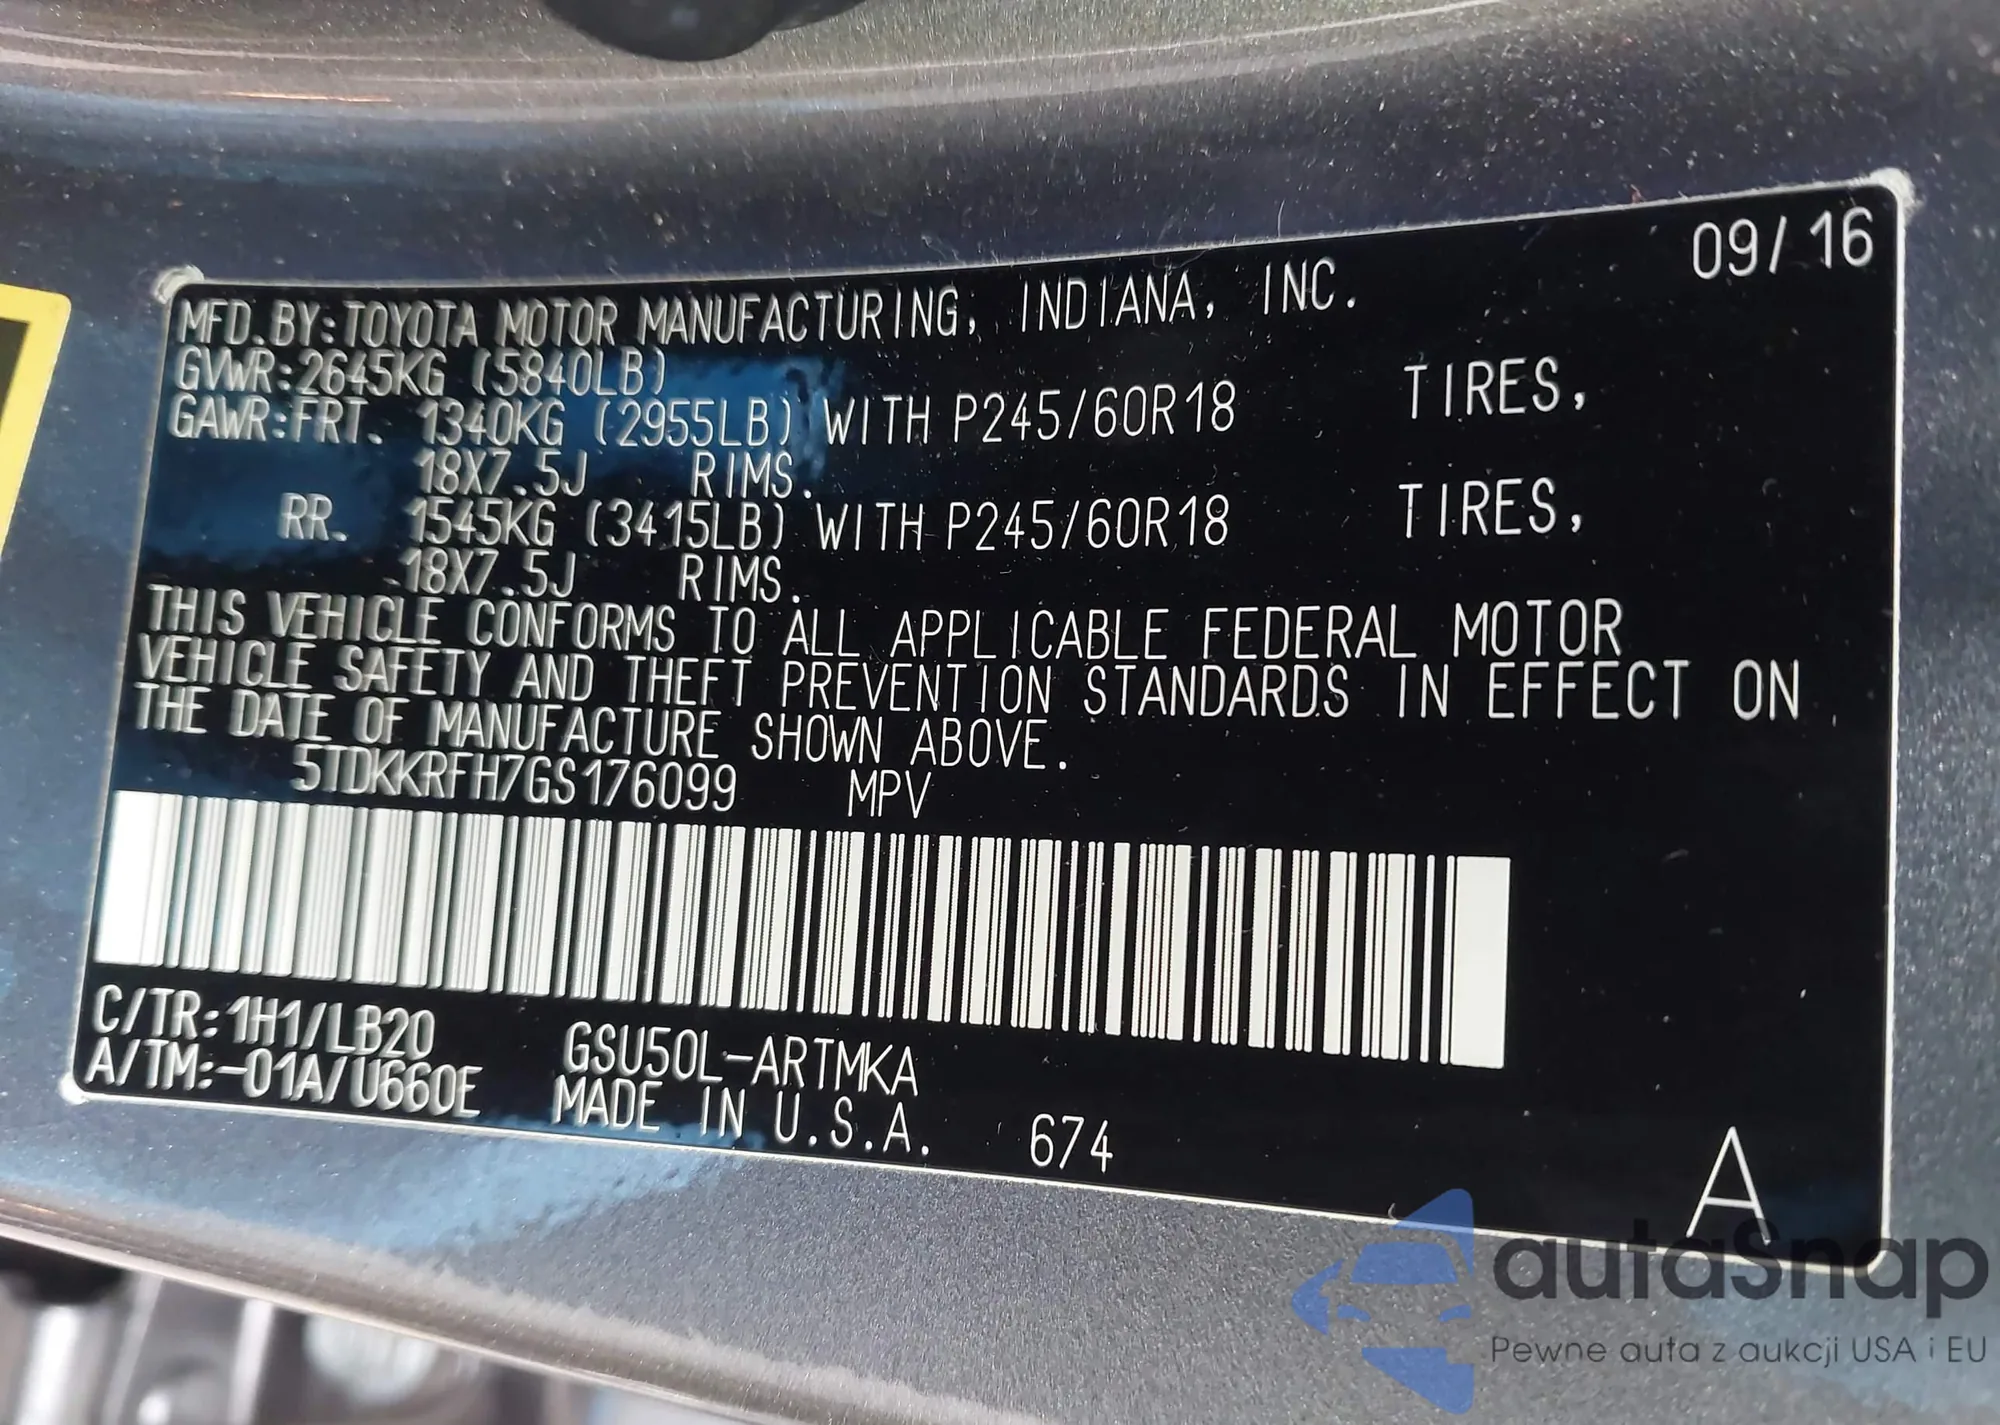 09/16
MFD.BY:TOYOTA MOTOR MANUFACTURING, INDIANA, INC.
GVWR:2645KG (5840LB)
GAWR:FRT. 1340KG (2955LB) WITH P245/60R18 TIRES,
18X7.5J RIMS.
RR. 1545KG (3415LB) WITH P245/60R18 TIRES,
18X7.5J RIMS.
THIS VEHICLE CONFORMS TO ALL APPLICABLE FEDERAL MOTOR
VEHICLE SAFETY AND THEFT PREVENTION STANDARDS IN EFFECT ON
THE DATE OF MANUFACTURE SHOWN ABOVE.
5TDKKRFH7GS176099 MPV
C/TR:1H1/LB20 GSU50L-ARTMKA
A/TM:-01A/U660E MADE IN U.S.A. 674
A
autaSnap
Pewne auta z aukcji USA i EU